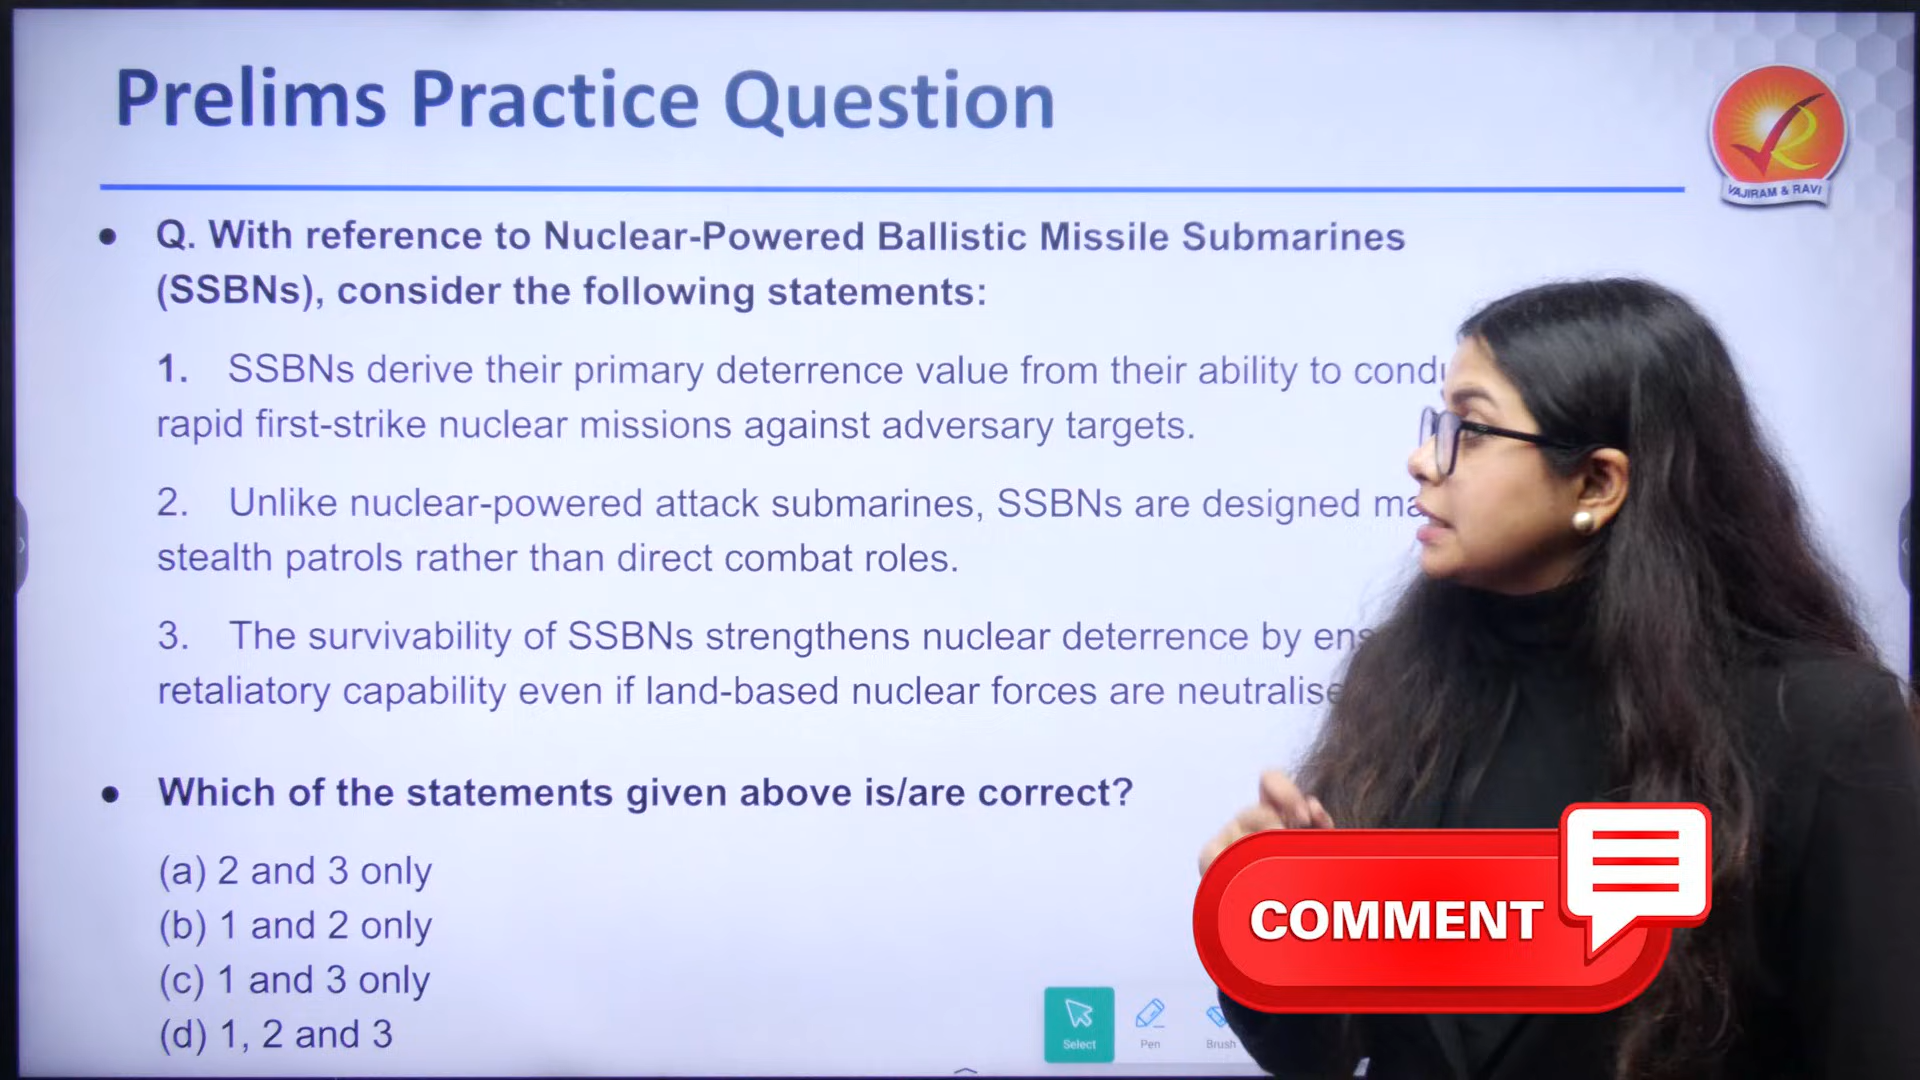 Prelims Practice Question
VAJIRAM & RAVI
• Q. With reference to Nuclear-Powered Ballistic Missile Submarines
(SSBNs), consider the following statements:
1. SSBNs derive their primary deterrence value from their ability to
rapid first-strike nuclear missions against adversary targets.
2. Unlike nuclear-powered attack submarines, SSBNs are designed
stealth patrols rather than direct combat roles.
3. The survivability of SSBNs strengthens nuclear deterrence by
retaliatory capability even if land-based nuclear forces are
• Which of the statements given above is/are correct?
(a) 2 and 3 only
(b) 1 and 2 only
(c) 1 and 3 only
(d) 1, 2 and 3
COMMENT
Select
Pen
Brush